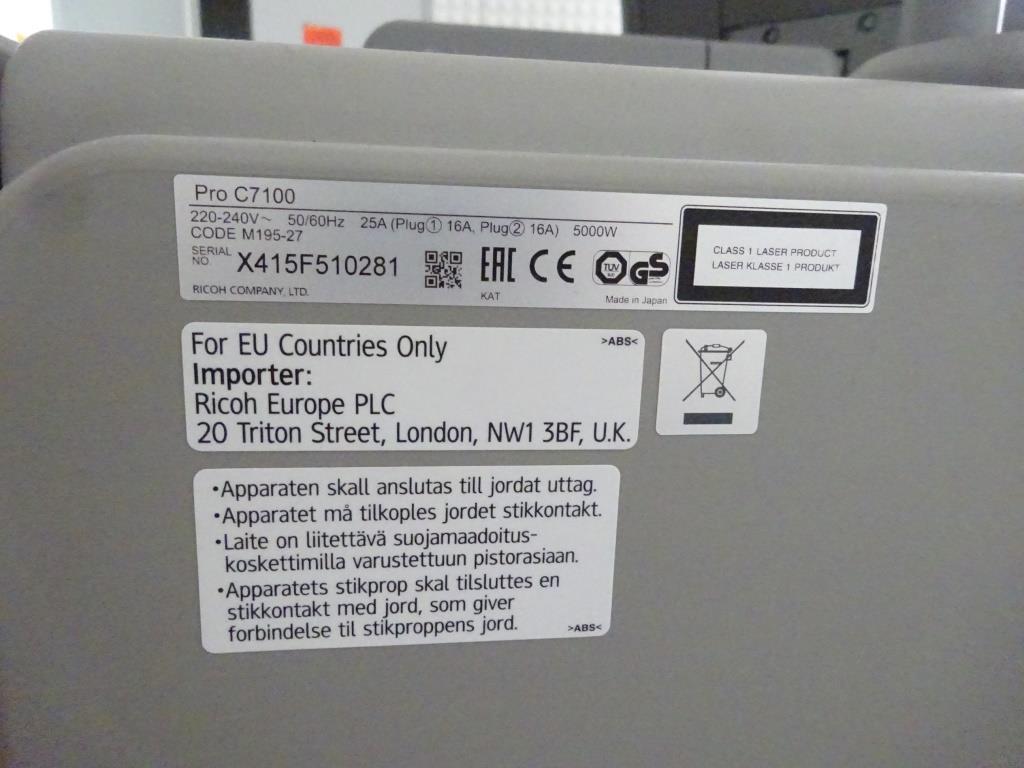 Pro C7100
220-240V~ 50/60Hz 25A (Plug① 16A, Plug② 16A) 5000W
CODE M195-27
SERIAL NO. X415F510281
EAC CE TÜV GS
KAT
RICOH COMPANY, LTD.
Made in Japan
CLASS 1 LASER PRODUCT
LASER KLASSE 1 PRODUKT
For EU Countries Only >ABS<
Importer:
Ricoh Europe PLC
20 Triton Street, London, NW1 3BF, U.K.
•Apparaten skall anslutas till jordat uttag.
•Apparatet må tilkoples jordet stikkontakt.
•Laite on liitettävä suojamaadoitus-
koskettimilla varustettuun pistorasiaan.
•Apparatets stikprop skal tilsluttes en
stikkontakt med jord, som giver
forbindelse til stikproppens jord. >ABS<